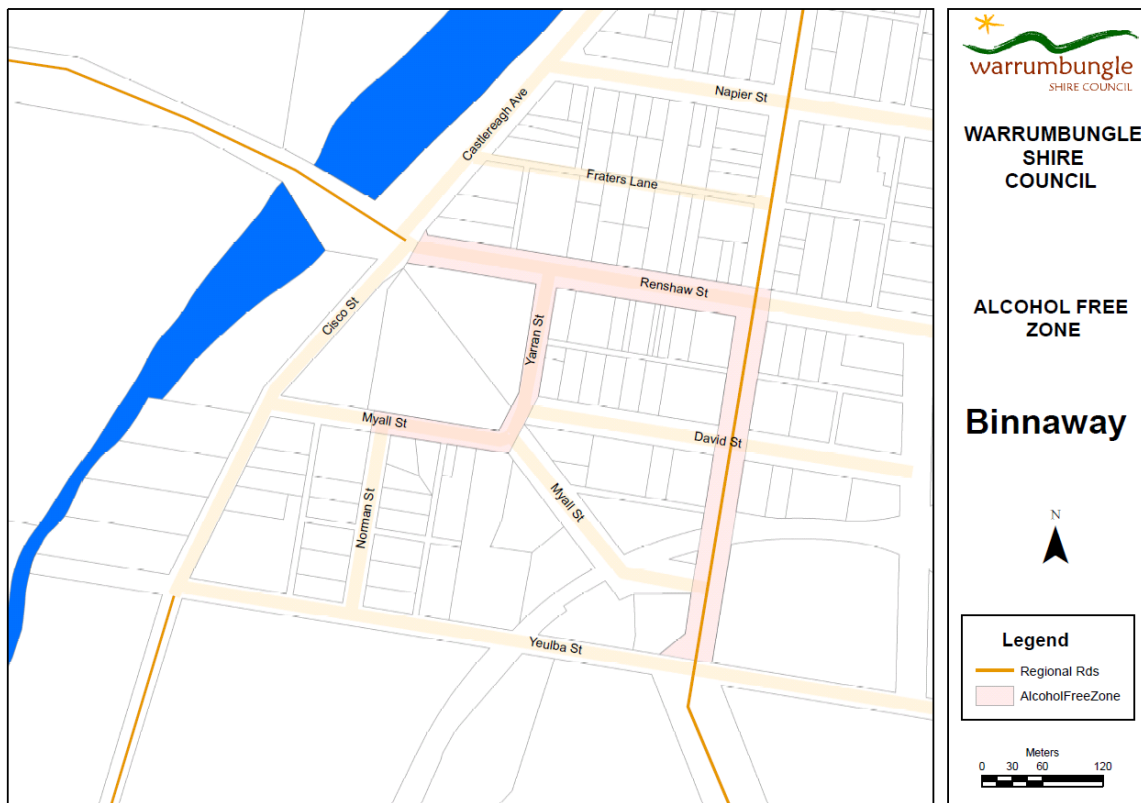 Napier St
Castlereagh Ave
Fraters Lane
Renshaw St
Cisco St
Yarran St
Myall St
David St
Myall St
Norman St
Yeulba St
warrumbungle
SHIRE COUNCIL
WARRUMBUNGLE
SHIRE
COUNCIL
ALCOHOL FREE
ZONE
Binnaway
N
Legend
Regional Rds
AlcoholFreeZone
Meters
0 30 60 120